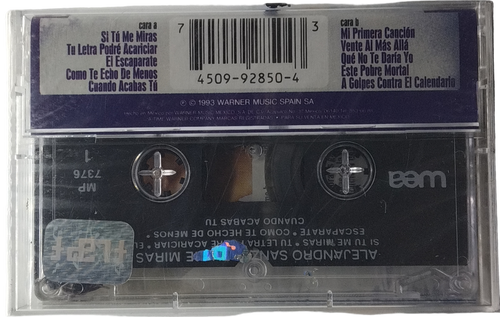 cara a
Si Tú Me Miras
Tu Letra Podré Acariciar
El Escaparate
Como Te Echo De Menos
Cuando Acabas Tú
7
3
4509-92850-4
cara b
Mi Primera Canción
Vente Al Más Allá
Qué No Te Daría Yo
Este Pobre Mortal
A Golpes Contra El Calendario
℗ © 1993 WARNER MUSIC SPAIN SA
MP
7376
1
wea
ALEJANDRO SANZ
MIRAS
SI TU ME MIRAS * TU LETRA ACARICIAR *
ESCAPARATE * COMO TE HECHO DE MENOS *
CUANDO ACABAS TU